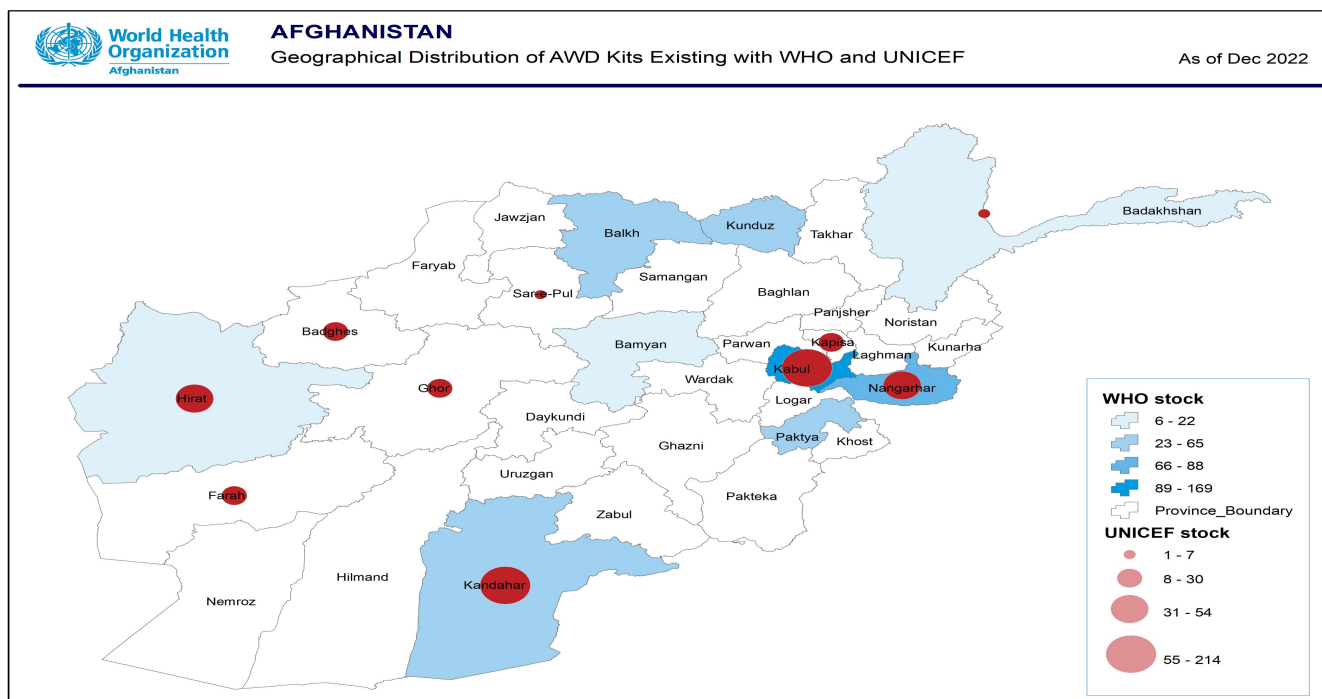 World Health
Organization
Afghanistan
AFGHANISTAN
Geographical Distribution of AWD Kits Existing with WHO and UNICEF
As of Dec 2022
Jawzjan
Balkh
Kunduz
Takhar
Badakhshan
Faryab
Samangan
Sar-e-Pul
Baghlan
Badghes
Panjsher
Noristan
Bamyan
Parwan
Kapisa
Kunarha
Laghman
Kabul
Wardak
Nangarhar
Hirat
Ghor
Logar
Daykundi
Ghazni
Paktya
Khost
Uruzgan
Farah
Pakteka
Zabul
Hilmand
Kandahar
Nemroz
WHO stock
6 - 22
23 - 65
66 - 88
89 - 169
Province_Boundary
UNICEF stock
1 - 7
8 - 30
31 - 54
55 - 214